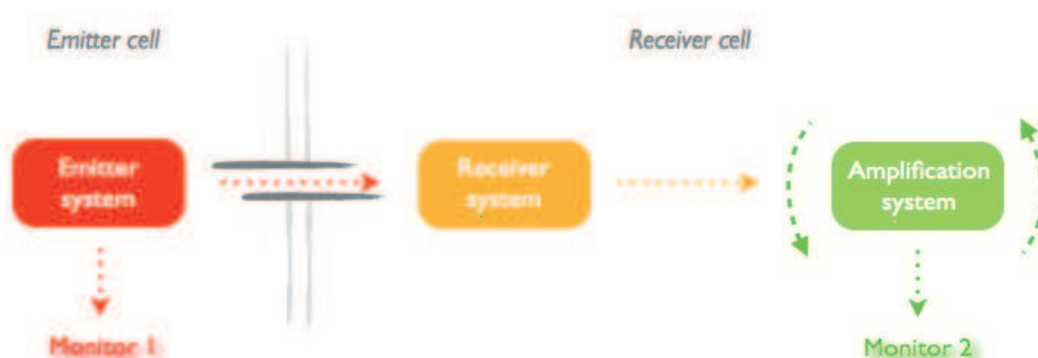 Emitter cell
Receiver cell
Emitter
system
Receiver
system
Amplification
system
Monitor 1
Monitor 2